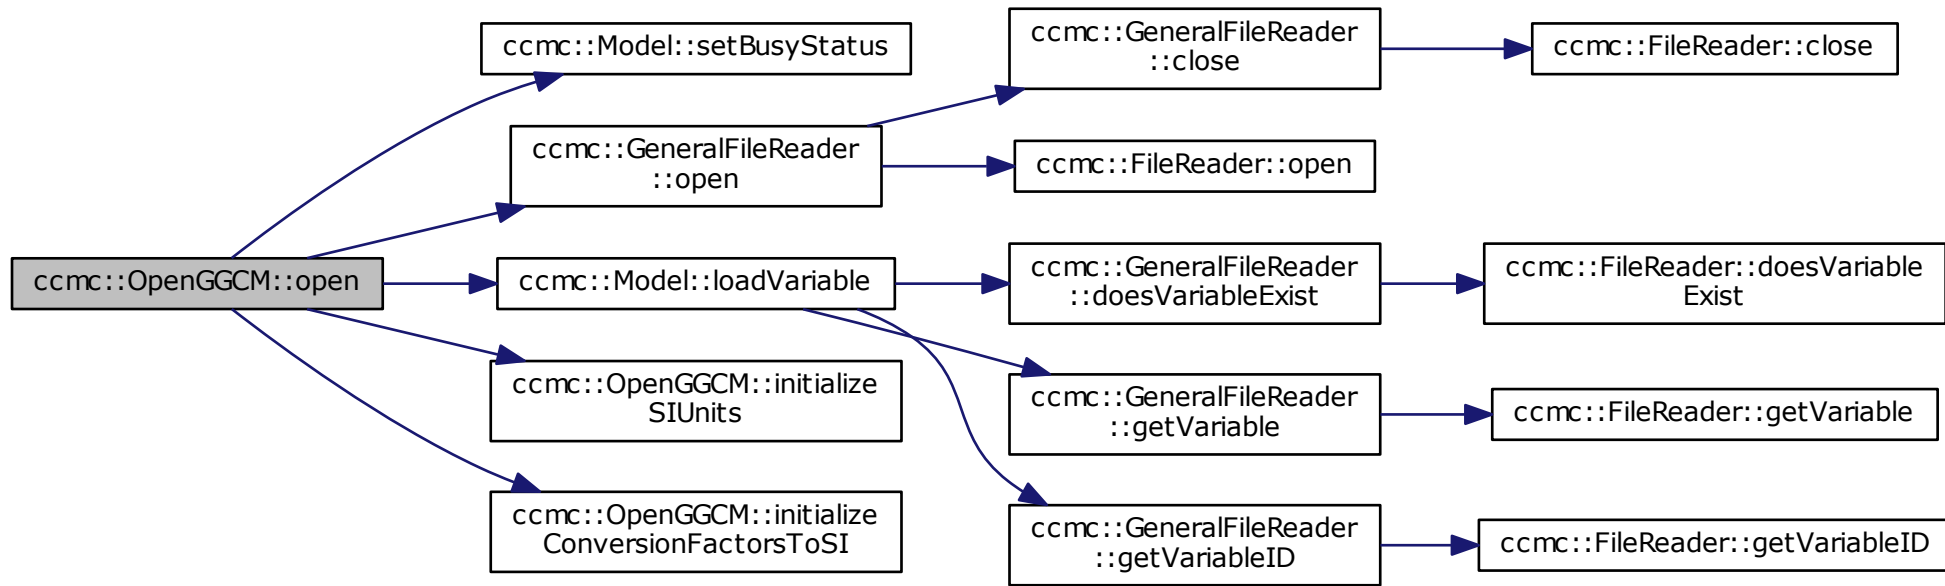 ccmc::OpenGGCM::open
ccmc::Model::setBusyStatus
ccmc::GeneralFileReader
::open
ccmc::Model::loadVariable
ccmc::OpenGGCM::initialize
SIUnits
ccmc::OpenGGCM::initialize
ConversionFactorsToSI
ccmc::GeneralFileReader
::close
ccmc::FileReader::open
ccmc::GeneralFileReader
::doesVariableExist
ccmc::GeneralFileReader
::getVariable
ccmc::GeneralFileReader
::getVariableID
ccmc::FileReader::close
ccmc::FileReader::doesVariable
Exist
ccmc::FileReader::getVariable
ccmc::FileReader::getVariableID